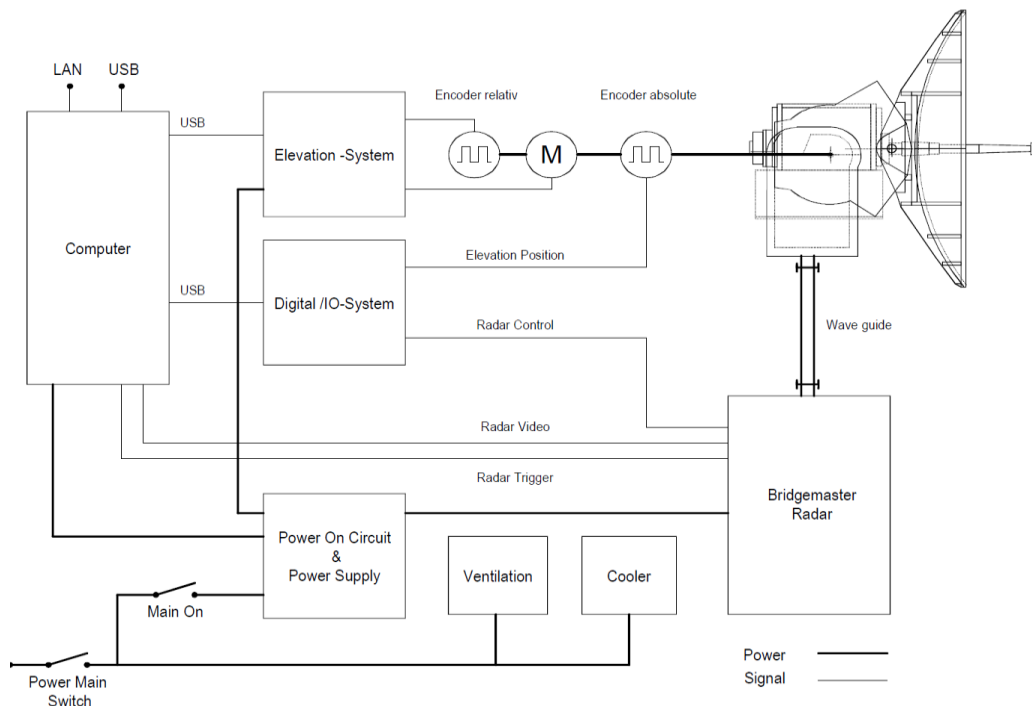 LAN
USB
Encoder relativ
Encoder absolute
USB
Elevation -System
M
Computer
Elevation Position
USB
Digital /IO-System
Radar Control
Wave guide
Radar Video
Radar Trigger
Bridgemaster
Radar
Power On Circuit
&
Power Supply
Ventilation
Cooler
Main On
Power Main
Switch
Power
Signal